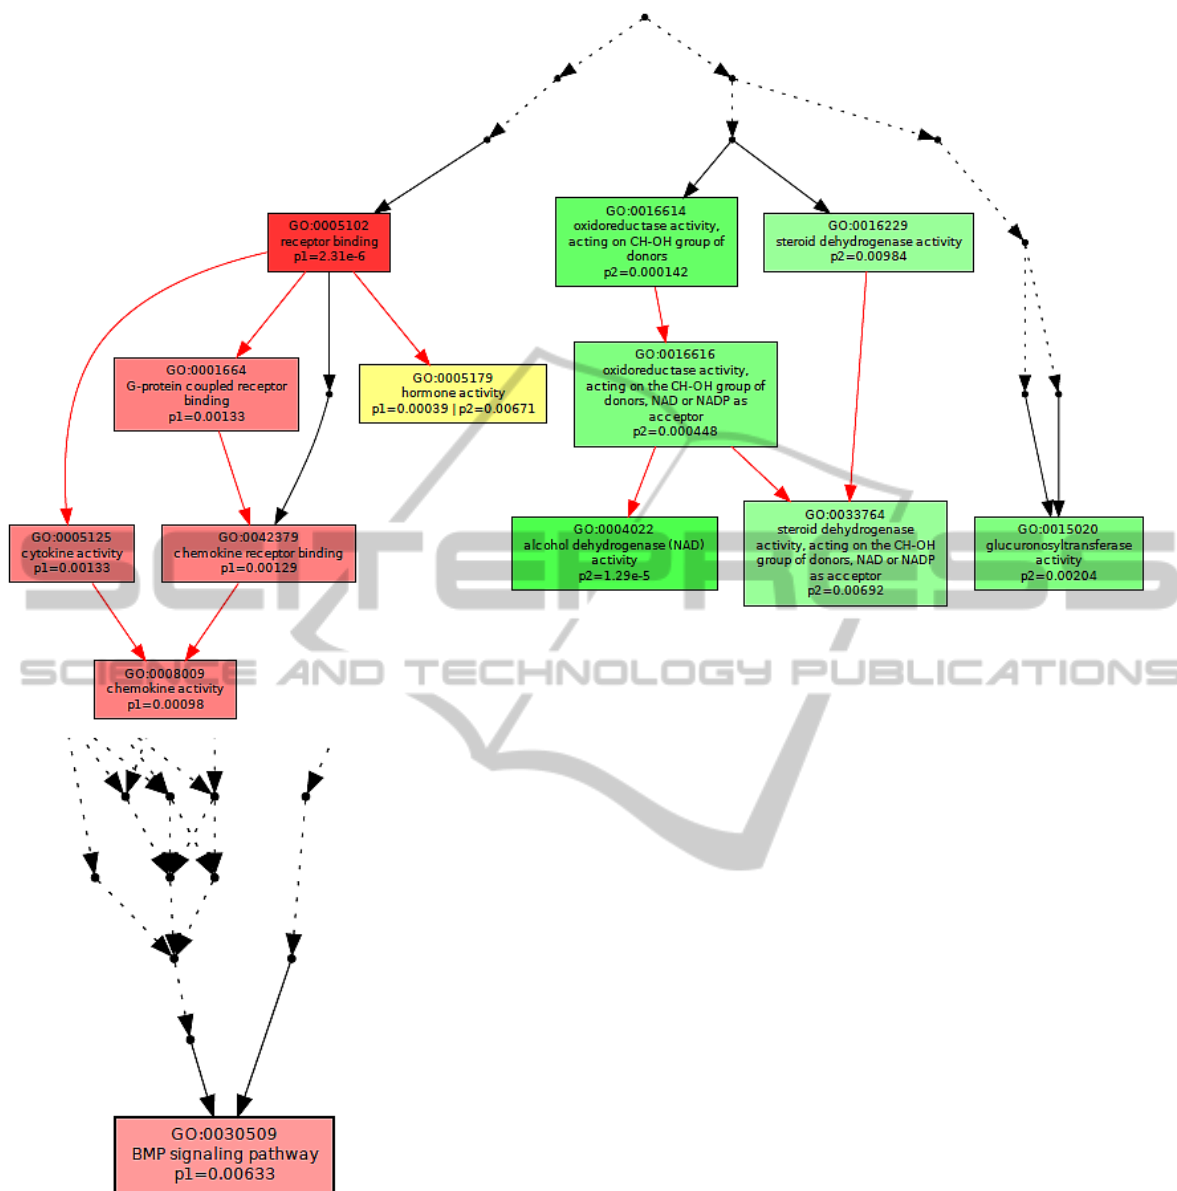 GO:0005102
receptor binding
p1=2.31e-6
GO:0016614
oxidoreductase activity,
acting on CH-OH group of
donors
p2=0.000142
GO:0016229
steroid dehydrogenase activity
p2=0.00984
GO:0001664
G-protein coupled receptor
binding
p1=0.00133
GO:0005179
hormone activity
p1=0.00039 | p2=0.00671
GO:0016616
oxidoreductase activity,
acting on the CH-OH group of
donors, NAD or NADP as
acceptor
p2=0.000448
GO:0005125
cytokine activity
p1=0.00133
GO:0042379
chemokine receptor binding
p1=0.00129
GO:0004022
alcohol dehydrogenase (NAD)
activity
p2=1.29e-5
GO:0033764
steroid dehydrogenase
activity, acting on the CH-OH
group of donors, NAD or NADP
as acceptor
p2=0.00692
GO:0015020
glucuronosyltransferase
activity
p2=0.00204
SCITEPRESS
SCIENCE AND TECHNOLOGY PUBLICATIONS
GO:0008009
chemokine activity
p1=0.00098
GO:0030509
BMP signaling pathway
p1=0.00633